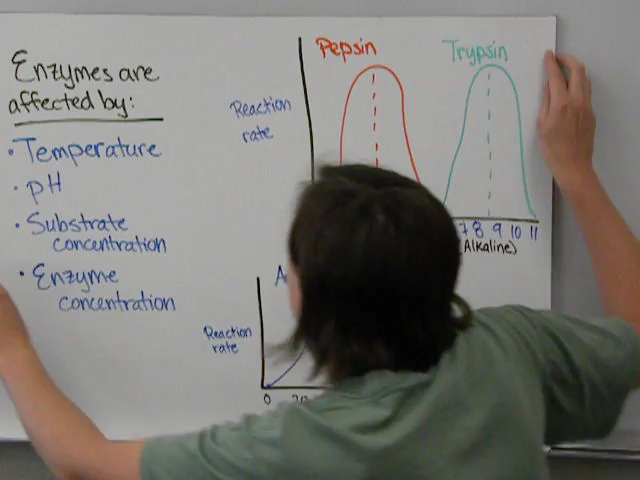 Enzymes are
affected by:
• Temperature
• pH
• Substrate
concentration
• Enzyme
concentration
Pepsin
Trypsin
Reaction
rate
7 8 9 10 11
Alkaline)
Reaction
rate
0